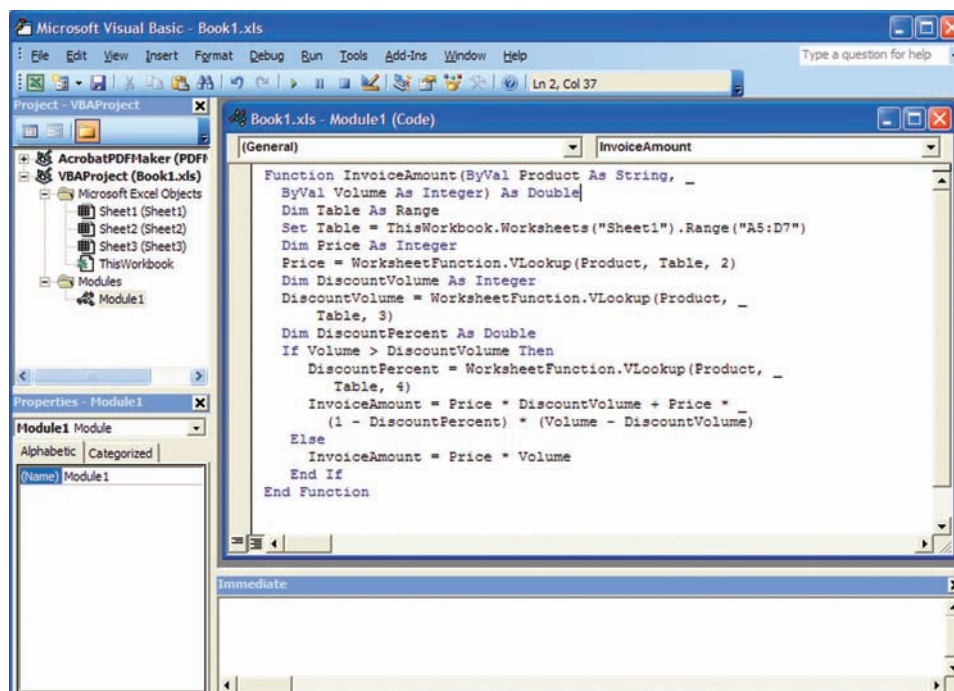 Microsoft Visual Basic - Book1.xls
File Edit View Insert Format Debug Run Tools Add-Ins Window Help
Type a question for help
Ln 2, Col 37
Project - VBAProject
AcrobatPDFMaker (PDFM
VBAProject (Book1.xls)
Microsoft Excel Objects
Sheet1 (Sheet1)
Sheet2 (Sheet2)
Sheet3 (Sheet3)
ThisWorkbook
Modules
Module1
Properties - Module1
Module1 Module
Alphabetic Categorized
(Name) Module1
Book1.xls - Module1 (Code)
(General) InvoiceAmount
Function InvoiceAmount(ByVal Product As String, _
ByVal Volume As Integer) As Double
Dim Table As Range
Set Table = ThisWorkbook.Worksheets("Sheet1").Range("A5:D7")
Dim Price As Integer
Price = WorksheetFunction.VLookup(Product, Table, 2)
Dim DiscountVolume As Integer
DiscountVolume = WorksheetFunction.VLookup(Product, _
Table, 3)
Dim DiscountPercent As Double
If Volume > DiscountVolume Then
DiscountPercent = WorksheetFunction.VLookup(Product, _
Table, 4)
InvoiceAmount = Price * DiscountVolume + Price * _
(1 - DiscountPercent) * (Volume - DiscountVolume)
Else
InvoiceAmount = Price * Volume
End If
End Function
Immediate